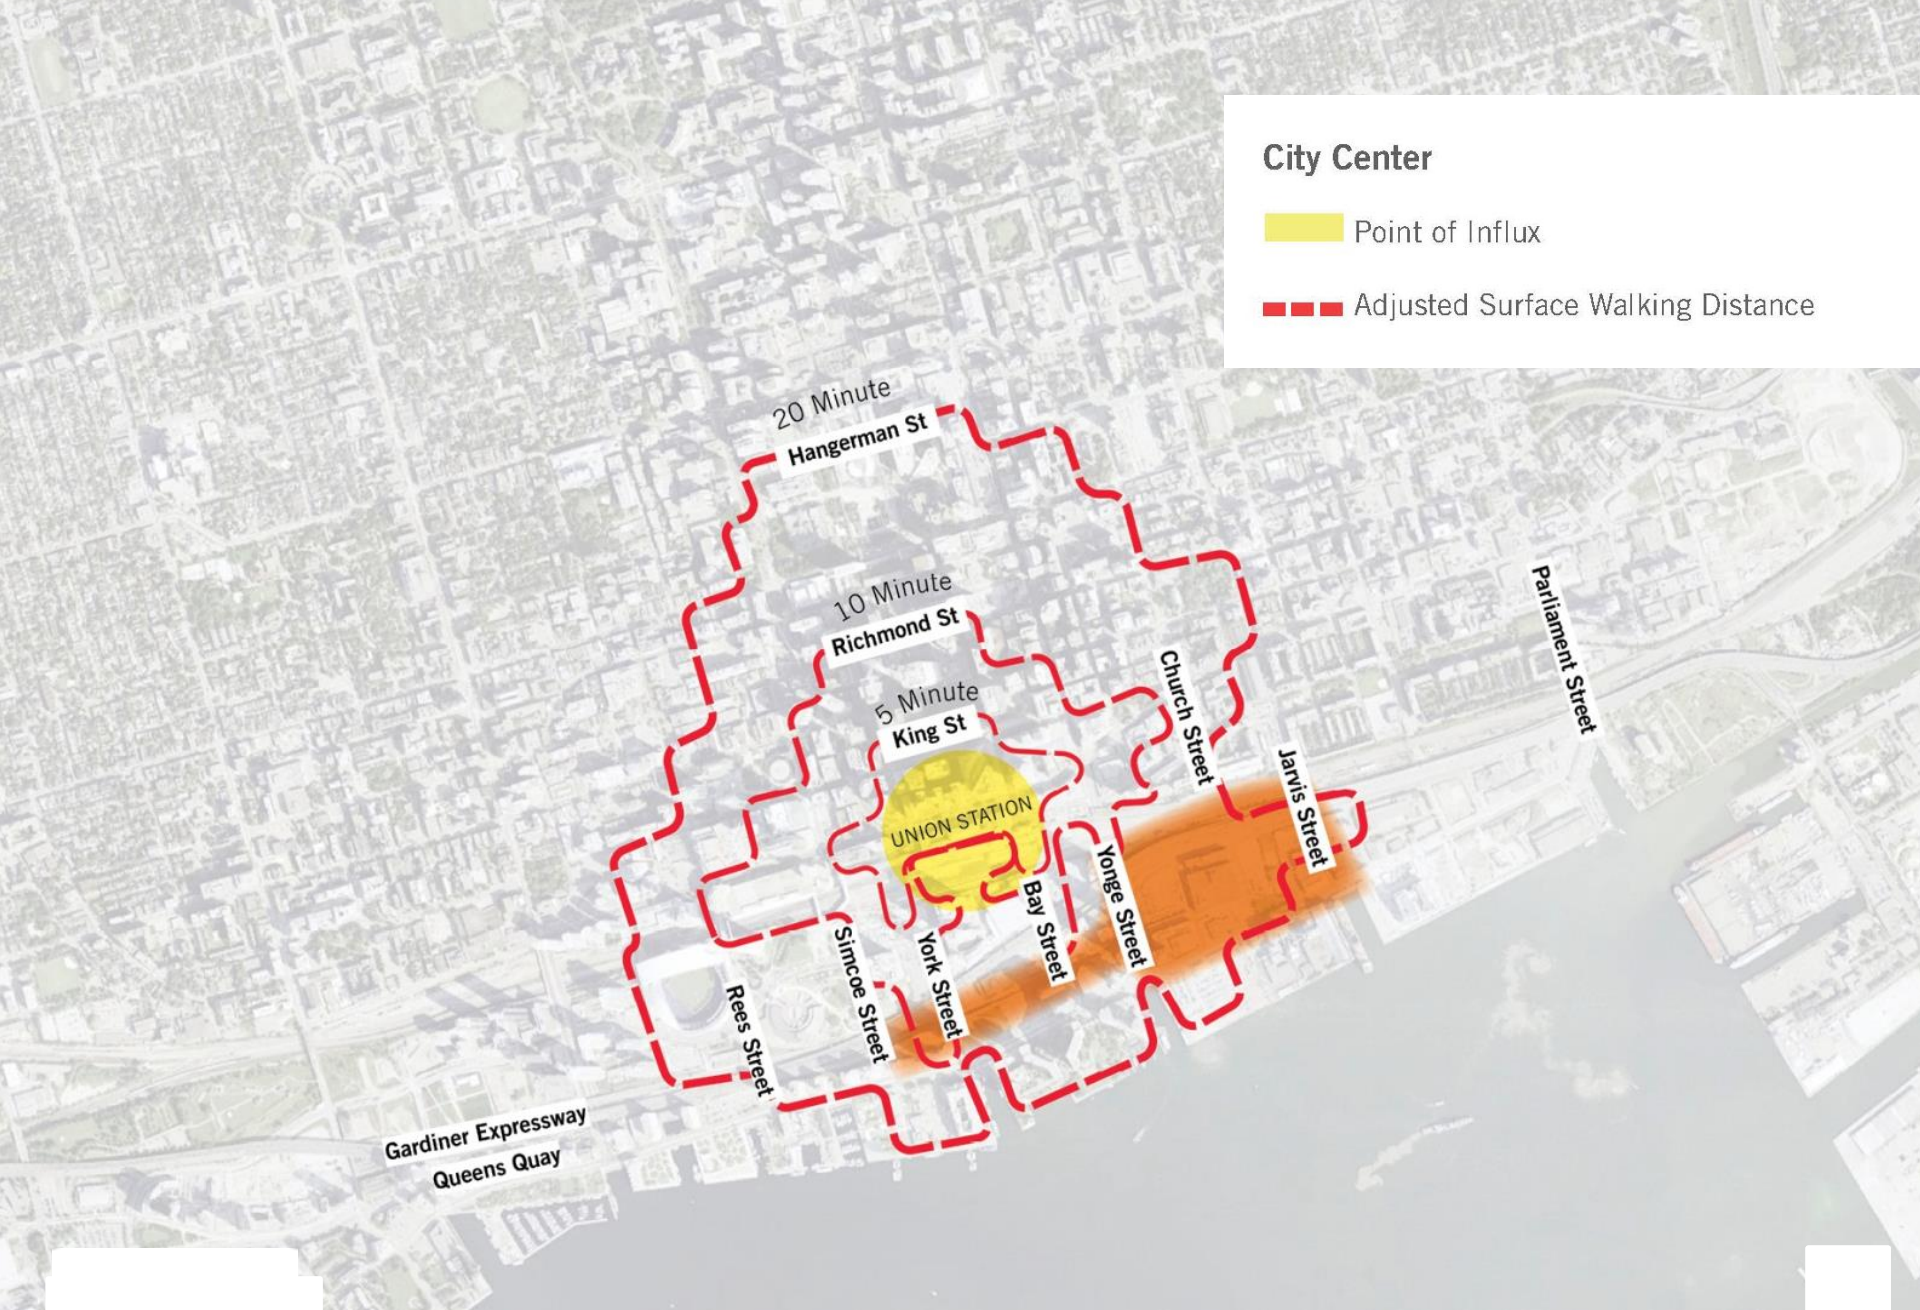 City Center
Point of Influx
Adjusted Surface Walking Distance
20 Minute
Hangerman St
10 Minute
Richmond St
5 Minute
King St
UNION STATION
Parliament Street
Church Street
Jarvis Street
Yonge Street
Bay Street
York Street
Simcoe Street
Rees Street
Gardiner Expressway
Queens Quay